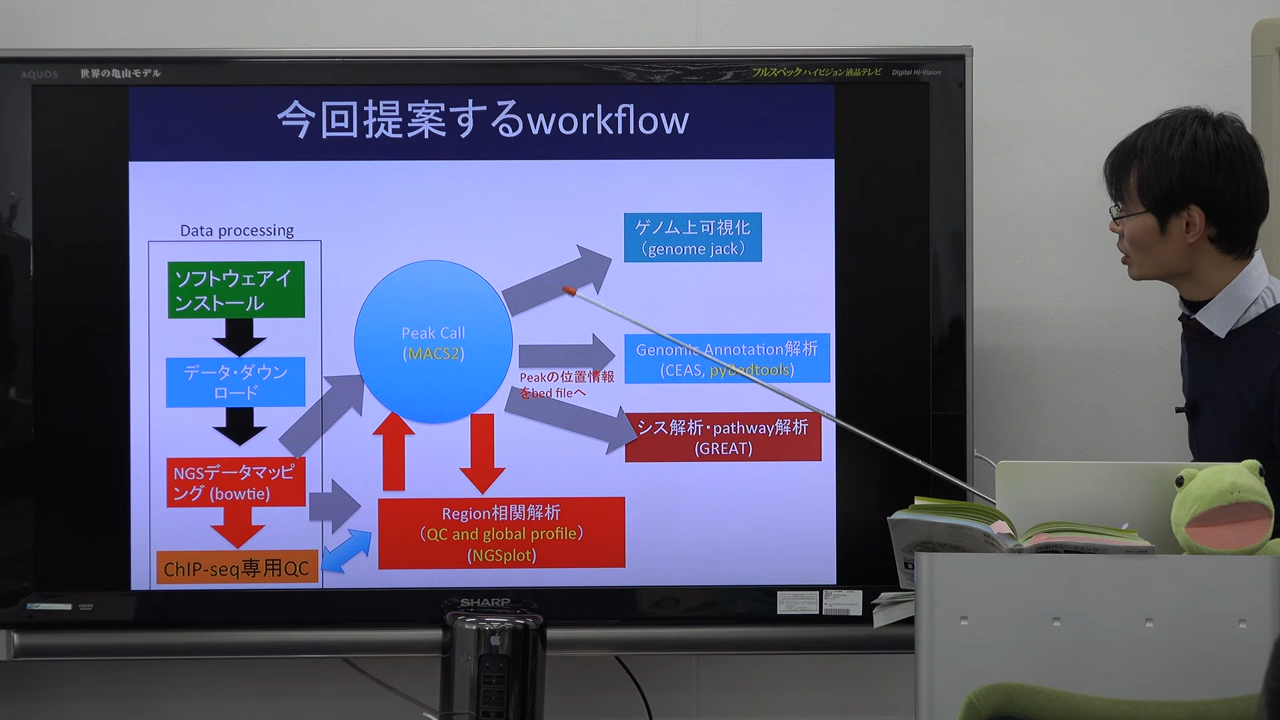 AQUOS 世界の亀山モデル
フルスペックハイビジョン液晶テレビ Digital Hi-Vision
今回提案するworkflow
Data processing
ソフトウェアイ
ンストール
データ・ダウン
ロード
NGSデータマッピ
ング (bowtie)
ChIP-seq専用QC
Peak Call
(MACS2)
Region相関解析
（QC and global profile）
(NGSplot)
ゲノム上可視化
（genome jack）
Genomic Annotation解析
(CEAS, pyBedtools)
Peakの位置情報
をbed fileへ
シス解析・pathway解析
(GREAT)
SHARP